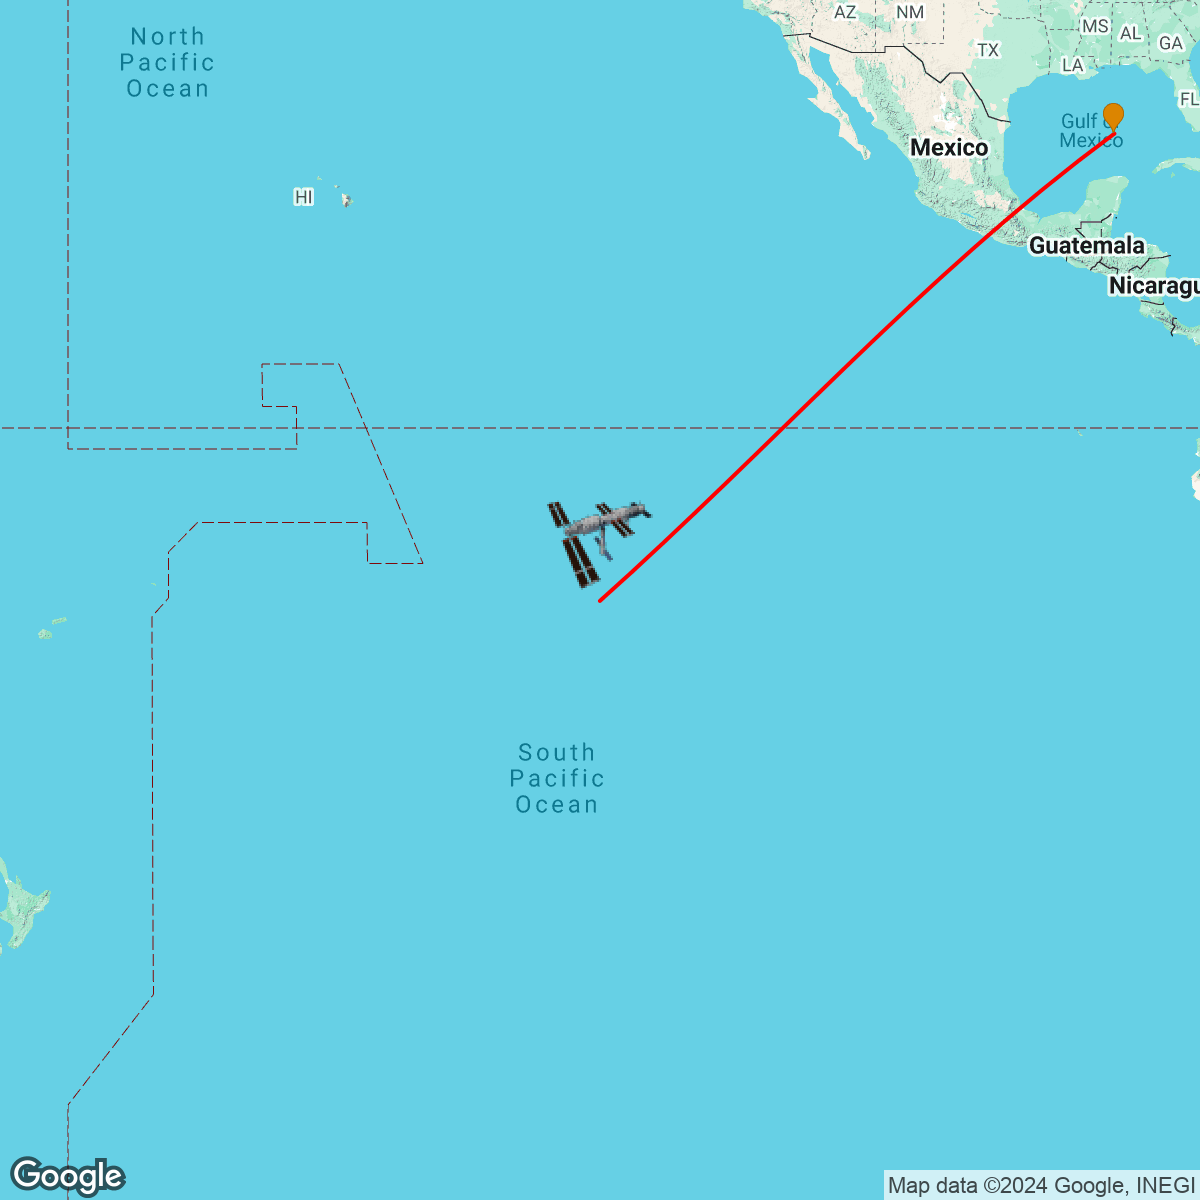 North
Pacific
Ocean
AZ
NM
TX
MS
AL
GA
LA
FL
Gulf of
Mexico
Mexico
HI
Guatemala
Nicaragu
South
Pacific
Ocean
Google
Map data ©2024 Google, INEGI